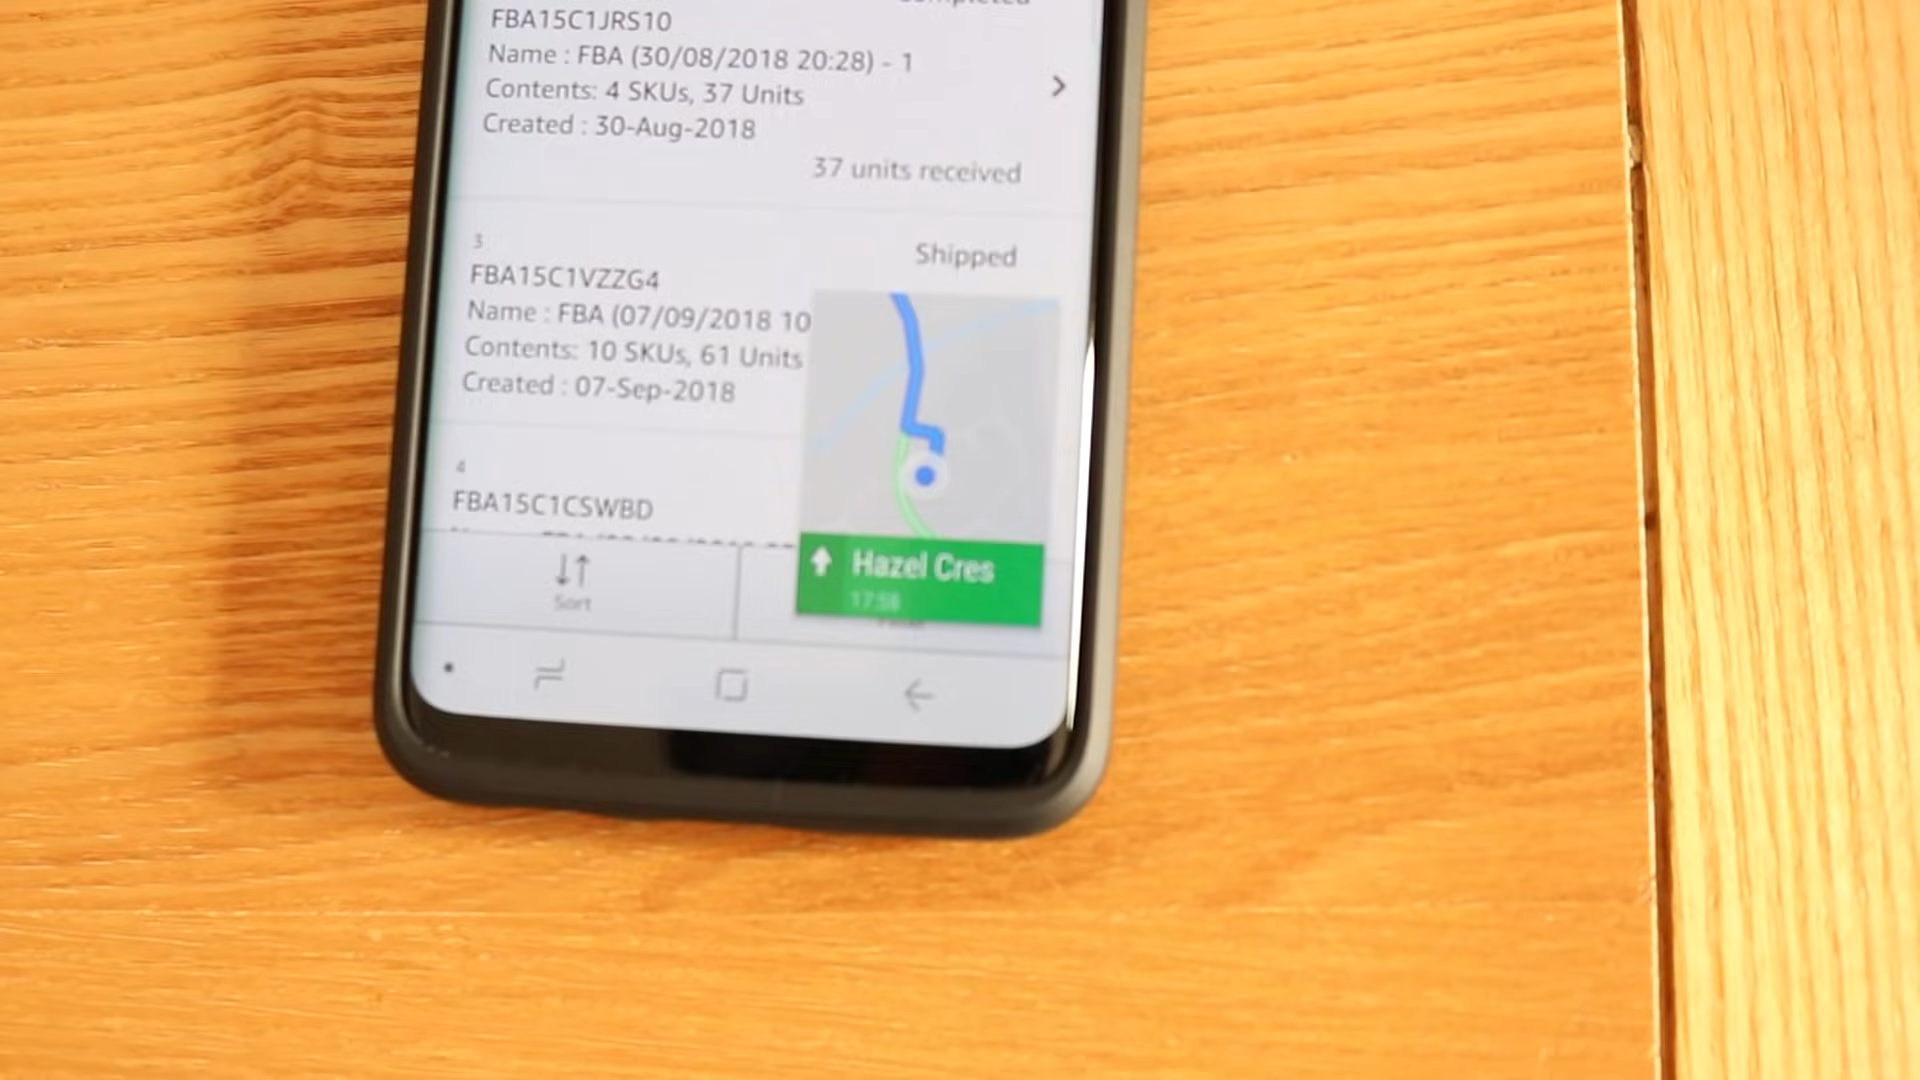 FBA15C1JRS10
Name : FBA (30/08/2018 20:28) - 1
Contents: 4 SKUs, 37 Units
Created : 30-Aug-2018
37 units received
3
Shipped
FBA15C1VZZG4
Name : FBA (07/09/2018 10
Contents: 10 SKUs, 61 Units
Created : 07-Sep-2018
4
FBA15C1CSWBD
Hazel Cres
Sort